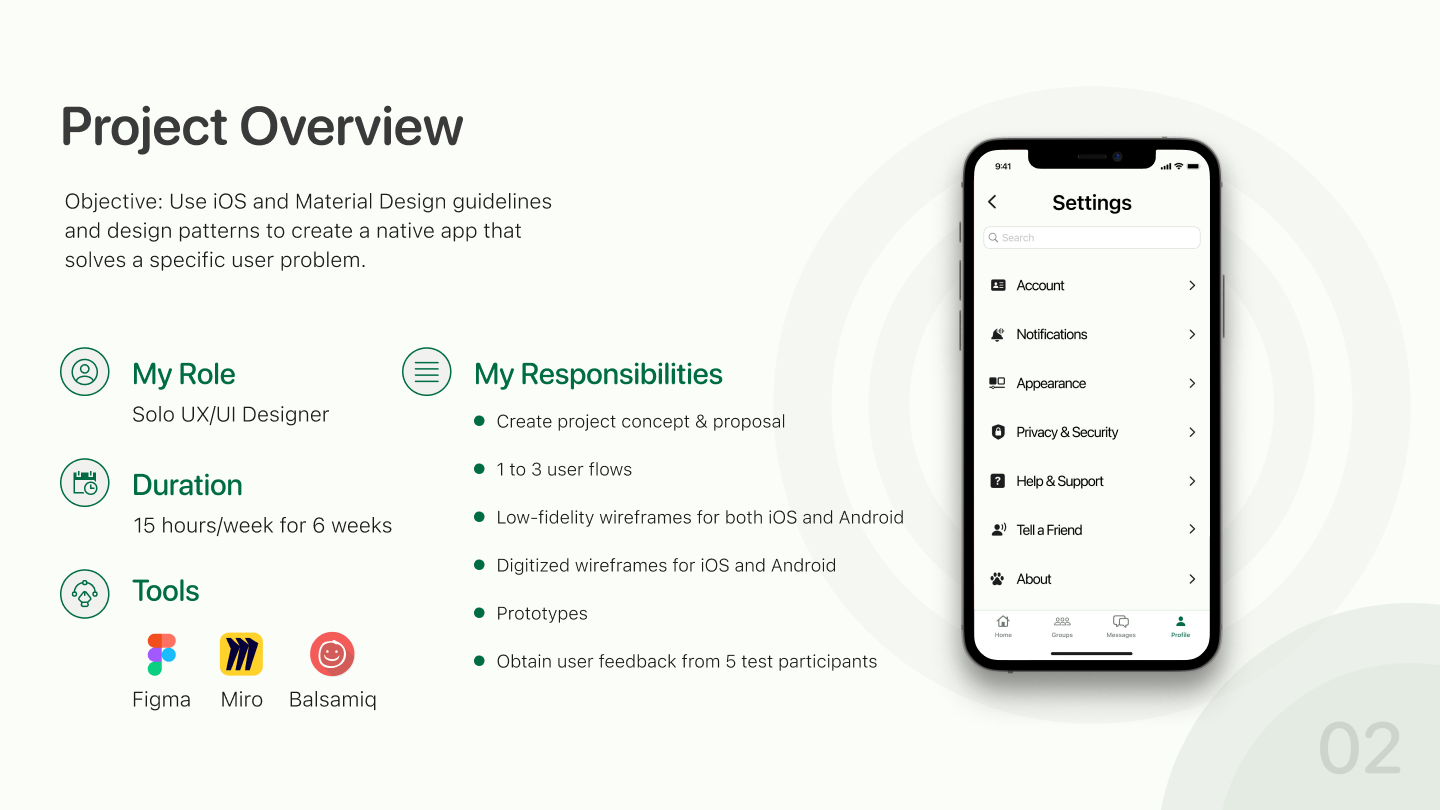 Project Overview
Objective: Use iOS and Material Design guidelines
and design patterns to create a native app that
solves a specific user problem.
My Role
Solo UX/UI Designer
Duration
15 hours/week for 6 weeks
Tools
Figma
Miro
Balsamiq
My Responsibilities
Create project concept & proposal
1 to 3 user flows
Low-fidelity wireframes for both iOS and Android
Digitized wireframes for iOS and Android
Prototypes
Obtain user feedback from 5 test participants
9:41
Settings
Search
Account
Notifications
Appearance
Privacy & Security
Help & Support
Tell a Friend
About
Home
Groups
Messages
Profile
02